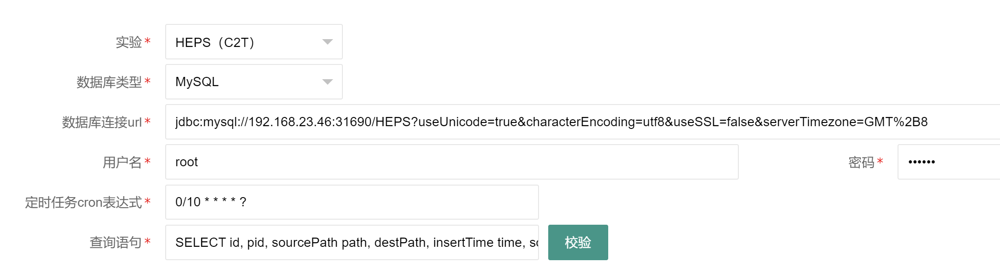 实验* HEPS（C2T）
数据库类型* MySQL
数据库连接url* jdbc:mysql://192.168.23.46:31690/HEPS?useUnicode=true&characterEncoding=utf8&useSSL=false&serverTimezone=GMT%2B8
用户名* root 密码* ••••••
定时任务cron表达式* 0/10 * * * * ?
查询语句* SELECT id, pid, sourcePath path, destPath, insertTime time, 校验